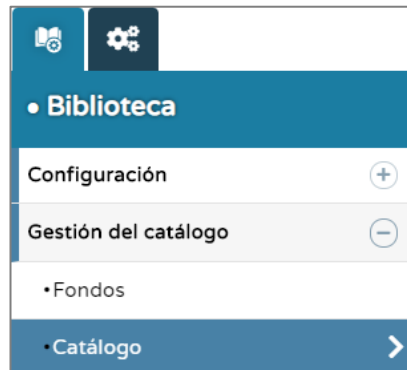 • Biblioteca
Configuración
Gestión del catálogo
•Fondos
•Catálogo